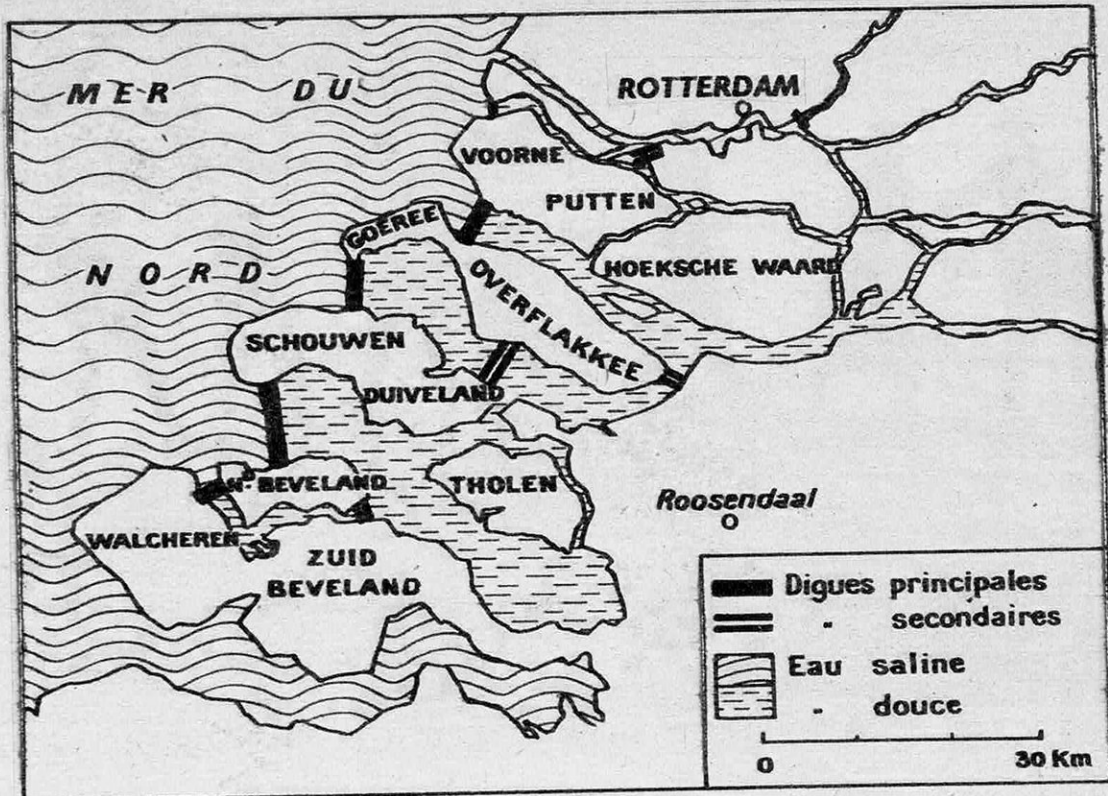 MER DU
NORD
ROTTERDAM
VOORNE
PUTTEN
GOEREE
HOEKSCHE WAARD
OVERFLAKKEE
SCHOUWEN
DUIVELAND
Nd BEVELAND
THOLEN
Roosendaal
WALCHEREN
ZUID
BEVELAND
Digues principales
" secondaires
Eau saline
" douce
0 30 Km